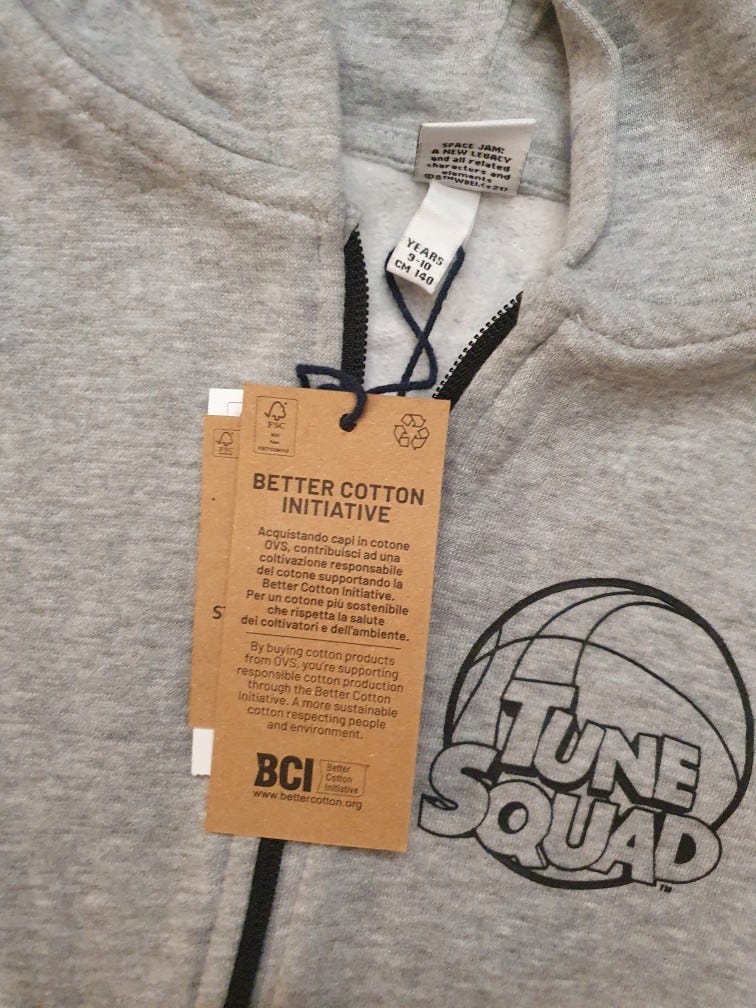 SPACE JAM:
A NEW LEGACY
and all related
characters and
elements
YEARS
9-10
CM 140
FSC
FSC
BETTER COTTON
INITIATIVE
Acquistando capi in cotone
OVS, contribuisci ad una
coltivazione responsabile
del cotone supportando la
Better Cotton Initiative.
Per un cotone più sostenibile
che rispetta la salute
dei coltivatori e dell'ambiente.
By buying cotton products
from OVS, you're supporting
responsible cotton production
through the Better Cotton
Initiative. A more sustainable
cotton respecting people
and environment.
BCI Better
Cotton
Initiative
www.bettercotton.org
TUNE
SQUAD
TM